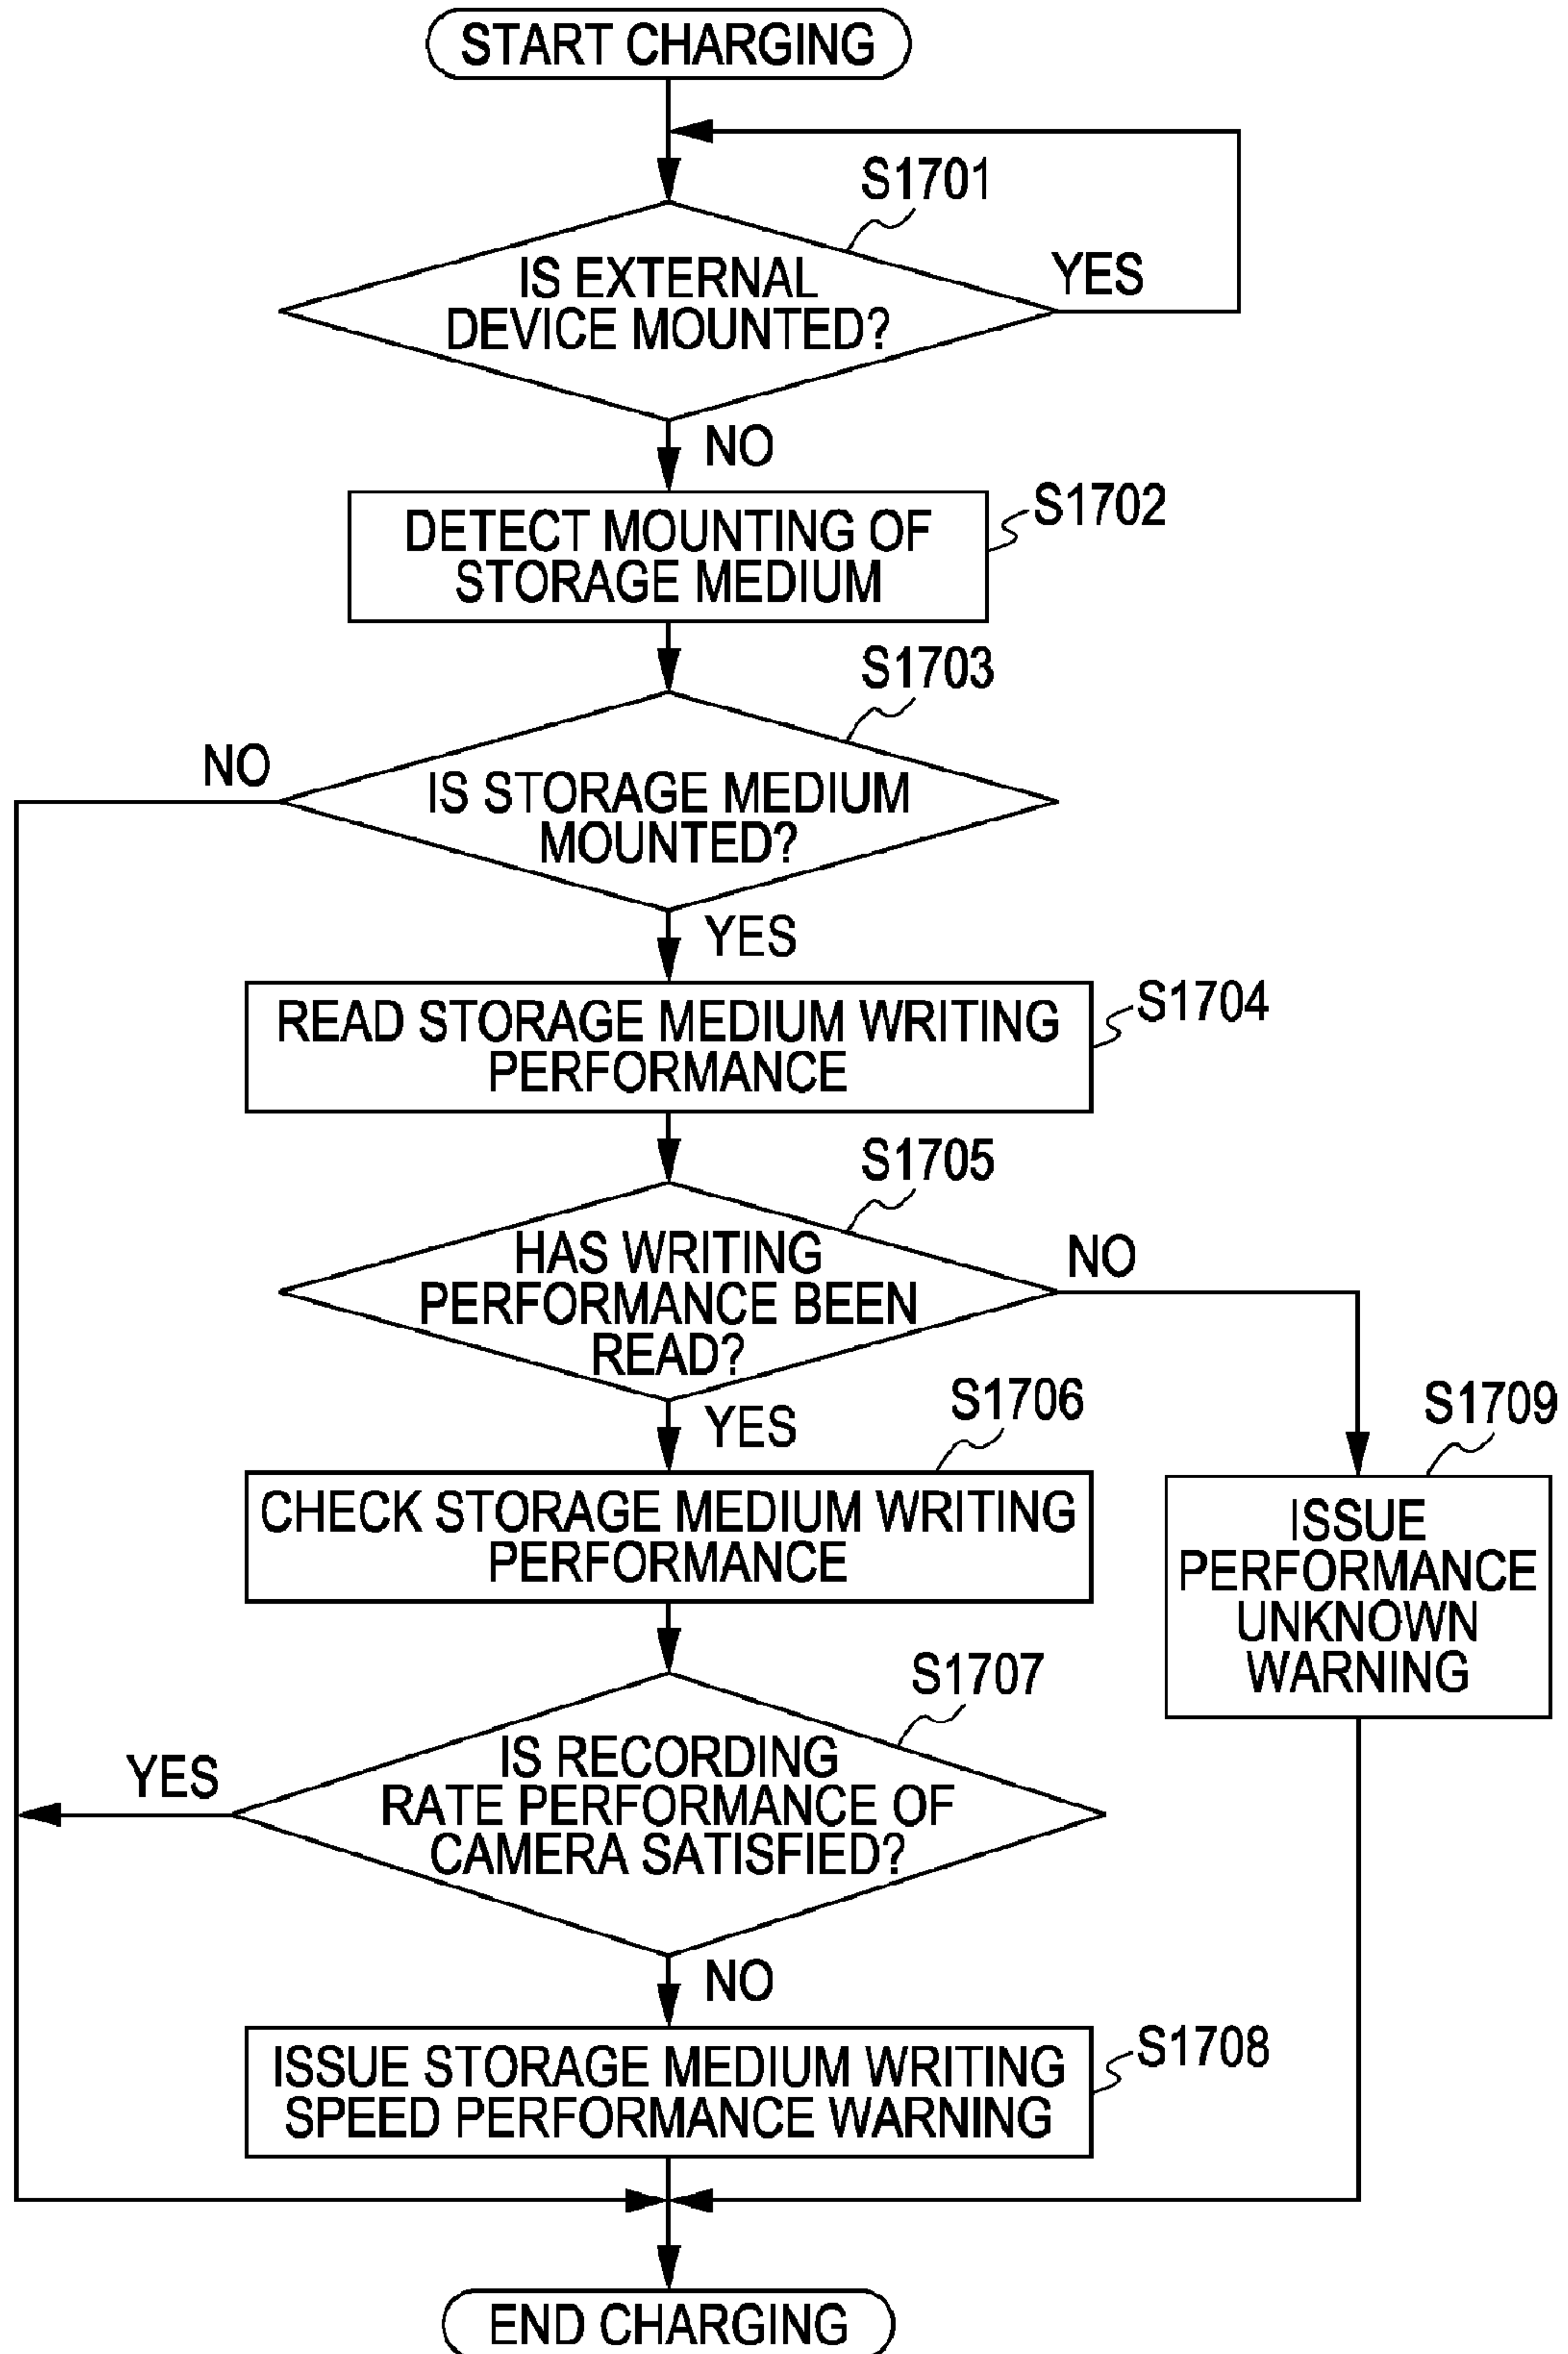 START CHARGING
S1701
IS EXTERNAL
DEVICE MOUNTED?
YES
NO
DETECT MOUNTING OF
STORAGE MEDIUM
S1702
S1703
NO
IS STORAGE MEDIUM
MOUNTED?
YES
READ STORAGE MEDIUM WRITING
PERFORMANCE
S1704
S1705
HAS WRITING
PERFORMANCE BEEN
READ?
NO
YES
S1706
S1709
CHECK STORAGE MEDIUM WRITING
PERFORMANCE
ISSUE
PERFORMANCE
UNKNOWN
WARNING
S1707
IS RECORDING
RATE PERFORMANCE OF
CAMERA SATISFIED?
YES
NO
ISSUE STORAGE MEDIUM WRITING
SPEED PERFORMANCE WARNING
S1708
END CHARGING